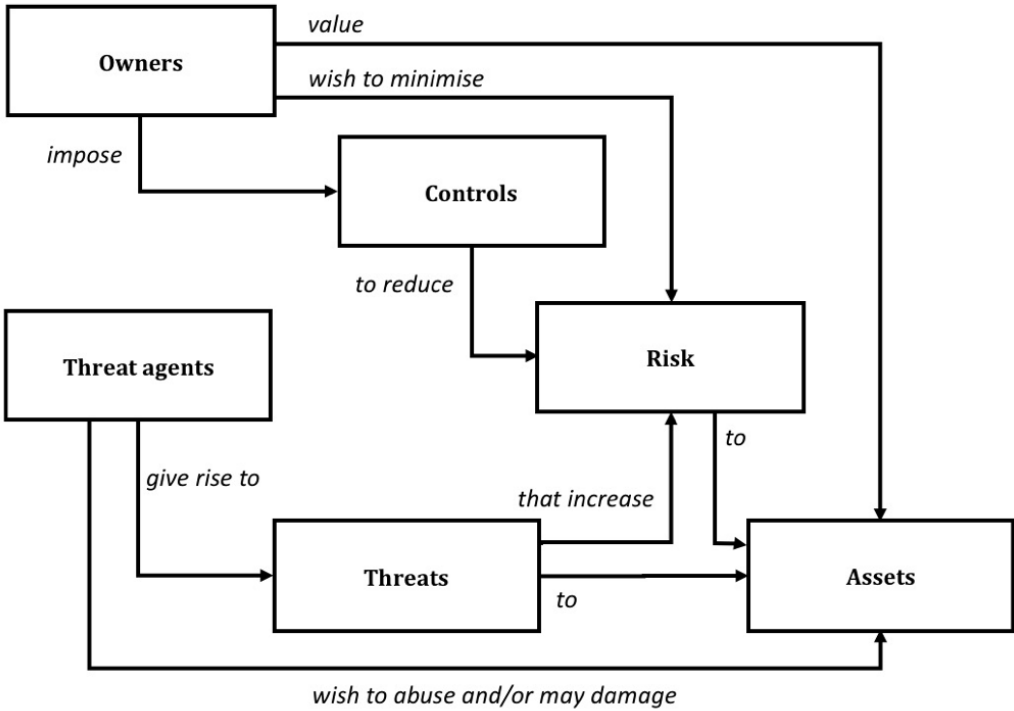 value
Owners
wish to minimise
impose
Controls
to reduce
Threat agents
Risk
to
give rise to
that increase
Threats
to
Assets
wish to abuse and/or may damage